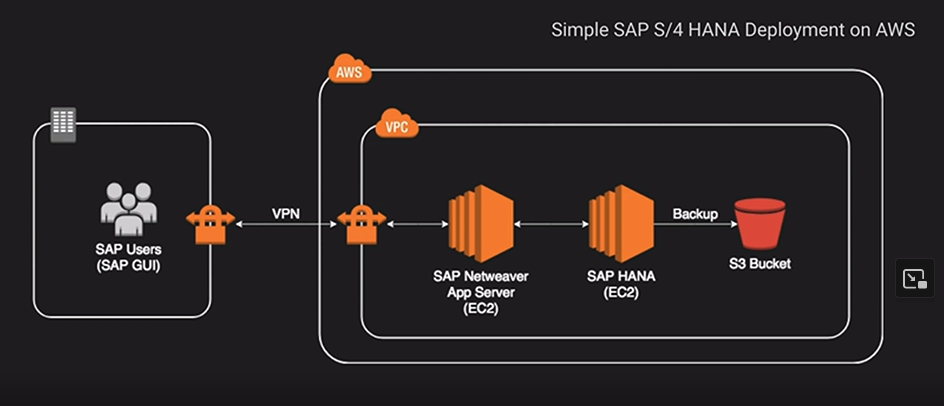 Simple SAP S/4 HANA Deployment on AWS
AWS
VPC
SAP Users
(SAP GUI)
VPN
SAP Netweaver
App Server
(EC2)
SAP HANA
(EC2)
Backup
S3 Bucket